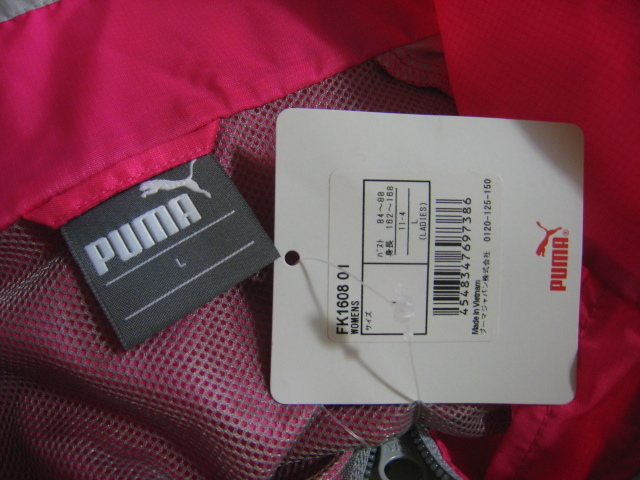 PUMA
L
FK1608 01
WOMENS
サイズ
バスト 84~88
身長 162~168
11-4
L
(LADIES)
4548347697386
Made in Vietnam
プーマジャパン株式会社 0120-125-150
PUMA